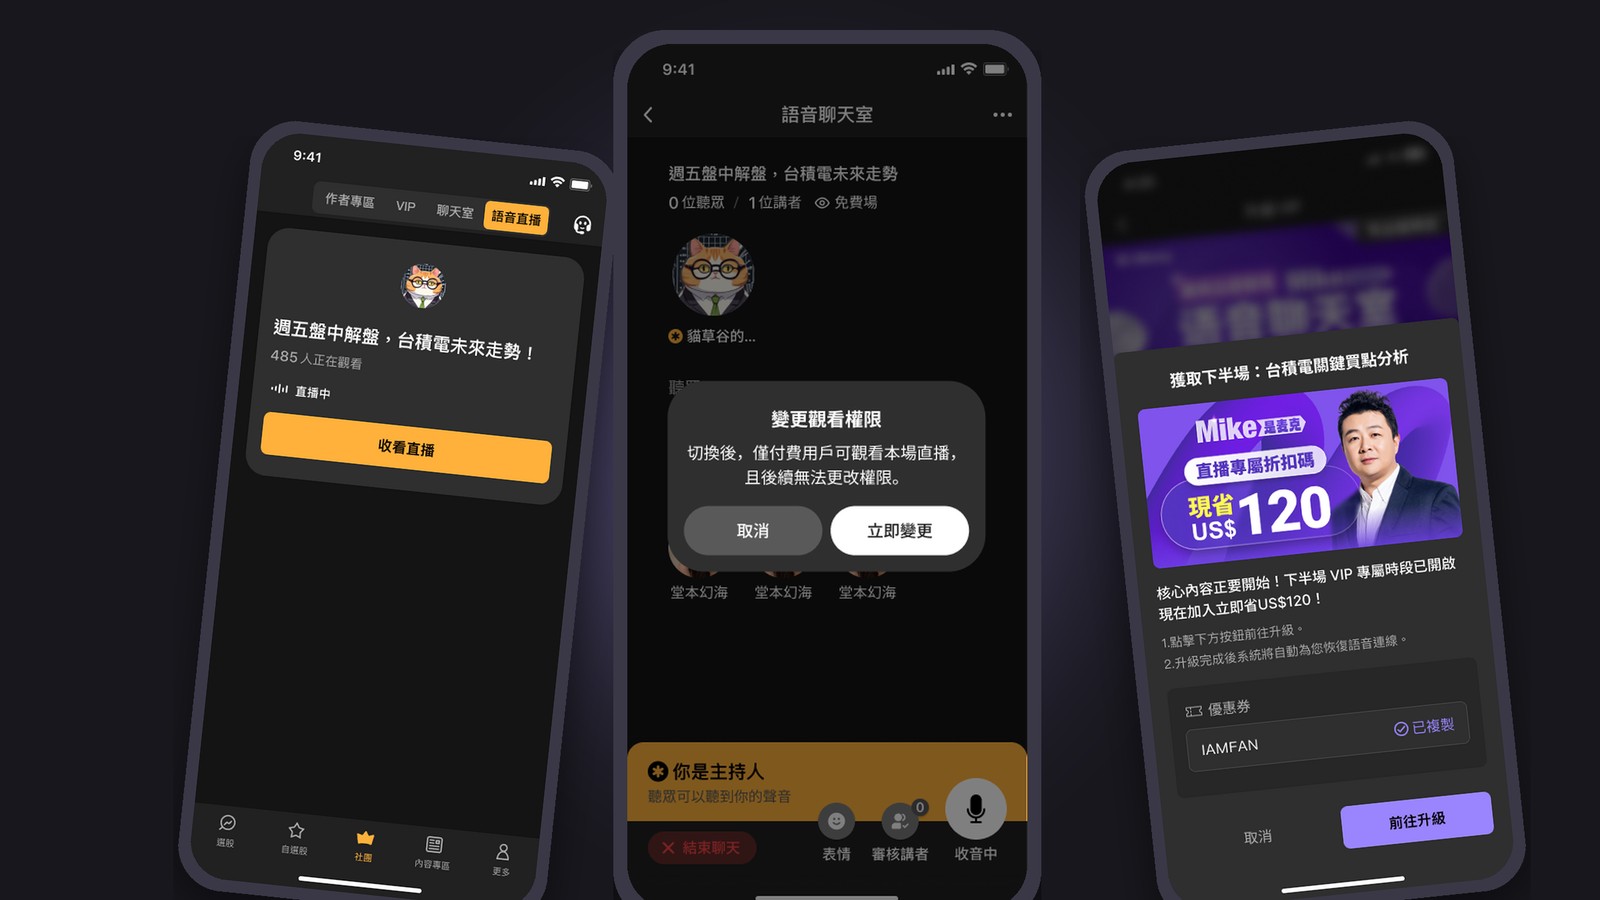 9:41
作者專區
VIP
聊天室
語音直播
週五盤中解盤，台積電未來走勢！
485 人正在觀看
直播中
收看直播
選股
自選股
社團
內容專區
更多
9:41
語音聊天室
週五盤中解盤，台積電未來走勢
0 位聽眾 / 1 位講者 免費場
貓草谷的...
變更觀看權限
切換後，僅付費用戶可觀看本場直播，
且後續無法更改權限。
取消
立即變更
堂本幻海
堂本幻海
堂本幻海
你是主持人
聽眾可以聽到你的聲音
0
結束聊天
表情
審核講者
收音中
語音聊天室
獲取下半場：台積電關鍵買點分析
Mike是麥克
直播專屬折扣碼
現省
US$120
核心內容正要開始！下半場 VIP 專屬時段已開啟
現在加入立即省US$120！
1.點擊下方按鈕前往升級。
2.升級完成後系統將自動為您恢復語音連線。
優惠券
IAMFAN
已複製
取消
前往升級